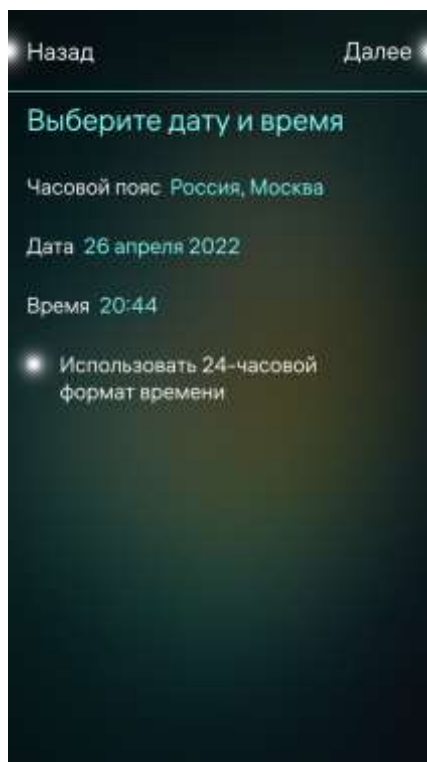 Назад Далее
Выберите дату и время
Часовой пояс Россия, Москва
Дата 26 апреля 2022
Время 20:44
Использовать 24-часовой
формат времени